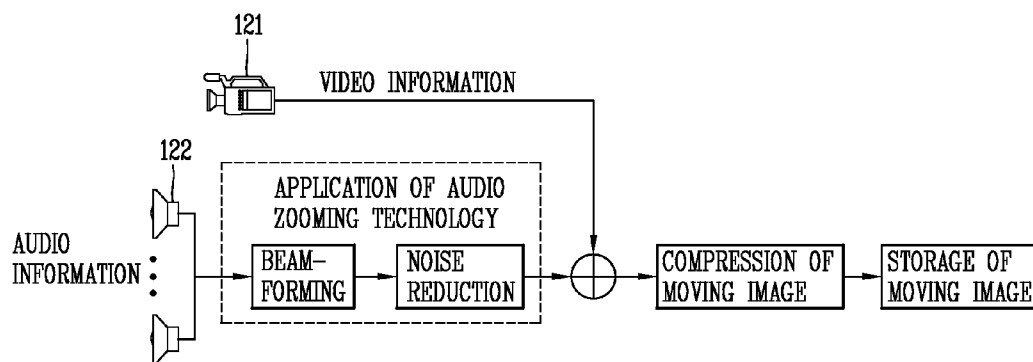 121
VIDEO INFORMATION
122
APPLICATION OF AUDIO
ZOOMING TECHNOLOGY
AUDIO
INFORMATION
BEAM-
FORMING
NOISE
REDUCTION
COMPRESSION OF
MOVING IMAGE
STORAGE OF
MOVING IMAGE